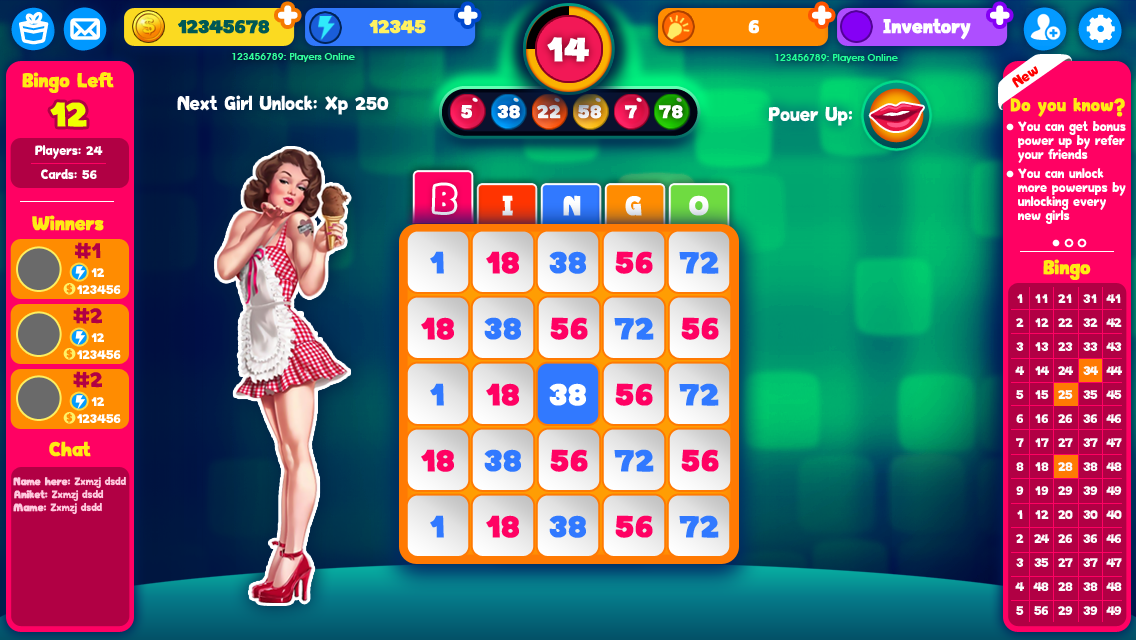 12345678
12345
14
6
Inventory
123456789: Players Online
123456789: Players Online
Bingo Left
12
Players: 24
Cards: 56
Winners
#1
12
123456
#2
12
123456
#2
12
123456
Chat
Name here: Zxmzj dsdd
Aniket: Zxmzj dsdd
Mame: Zxmzj dsdd
Next Girl Unlock: Xp 250
5 38 22 58 7 78
Pouer Up:
B I N G O
1 18 38 56 72
18 38 56 72 56
1 18 38 56 72
18 38 56 72 56
1 18 38 56 72
New
Do you know?
You can get bonus
power up by refer
your friends
You can unlock
more powerups by
unlocking every
new girls
Bingo
1 11 21 31 41
2 12 22 32 42
3 13 23 33 43
4 14 24 34 44
5 15 25 35 45
6 16 26 36 46
7 17 27 37 47
8 18 28 38 48
9 19 29 39 49
1 12 20 30 40
2 24 26 36 46
3 35 27 37 47
4 48 28 38 48
5 56 29 39 49